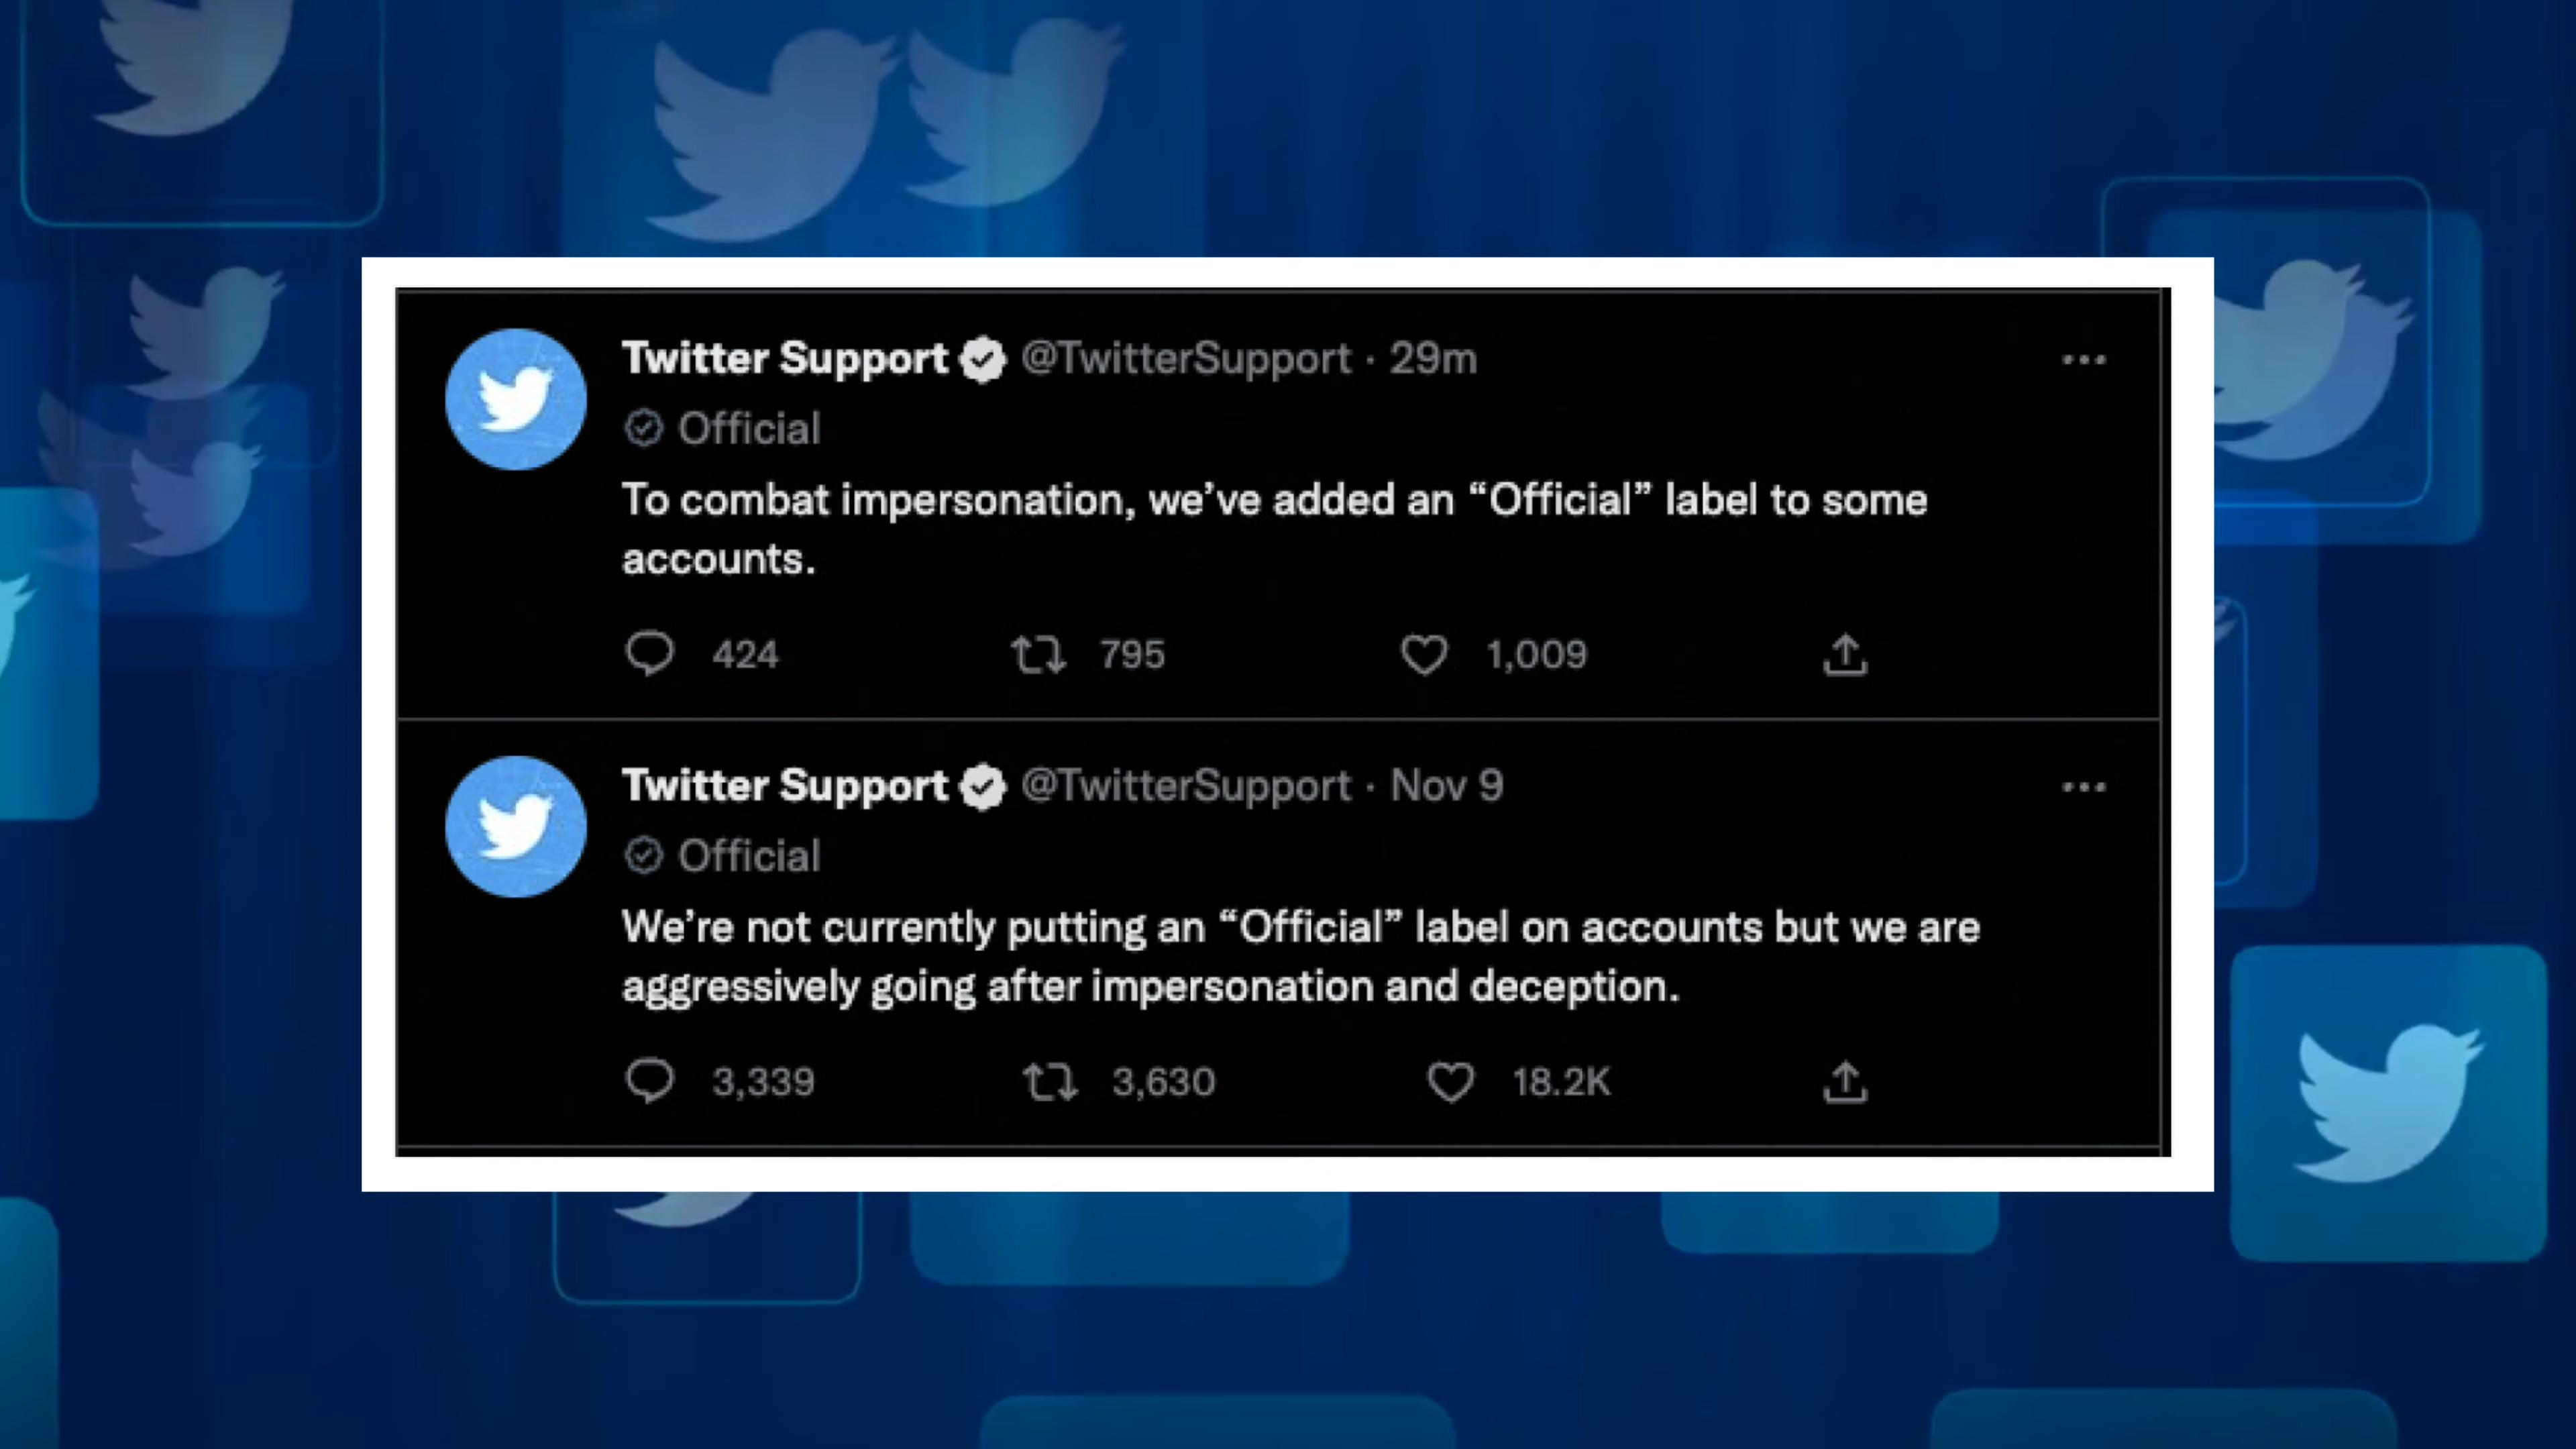 Twitter Support @TwitterSupport · 29m
Official
To combat impersonation, we’ve added an “Official” label to some
accounts.
424 795 1,009
Twitter Support @TwitterSupport · Nov 9
Official
We’re not currently putting an “Official” label on accounts but we are
aggressively going after impersonation and deception.
3,339 3,630 18.2K